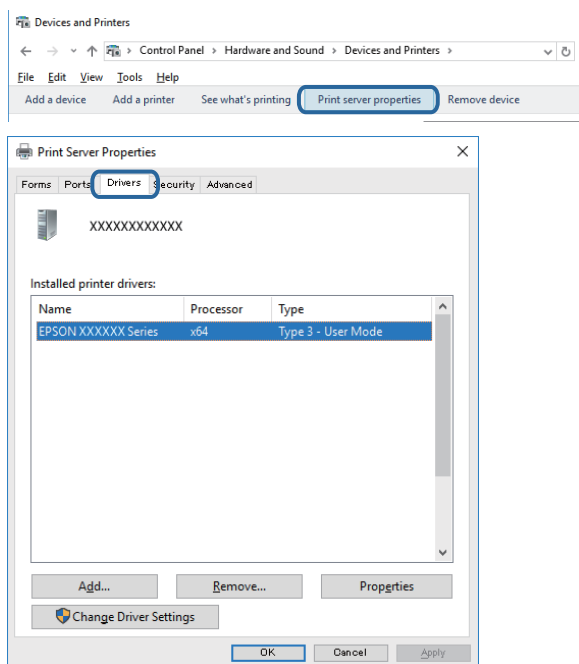 Devices and Printers
Control Panel > Hardware and Sound > Devices and Printers >
File Edit View Tools Help
Add a device Add a printer See what's printing Print server properties Remove device
Print Server Properties
Forms Ports Drivers Security Advanced
XXXXXXXXXXXX
Installed printer drivers:
Name Processor Type
EPSON XXXXXX Series x64 Type 3 - User Mode
Add... Remove... Properties
Change Driver Settings
OK Cancel Apply